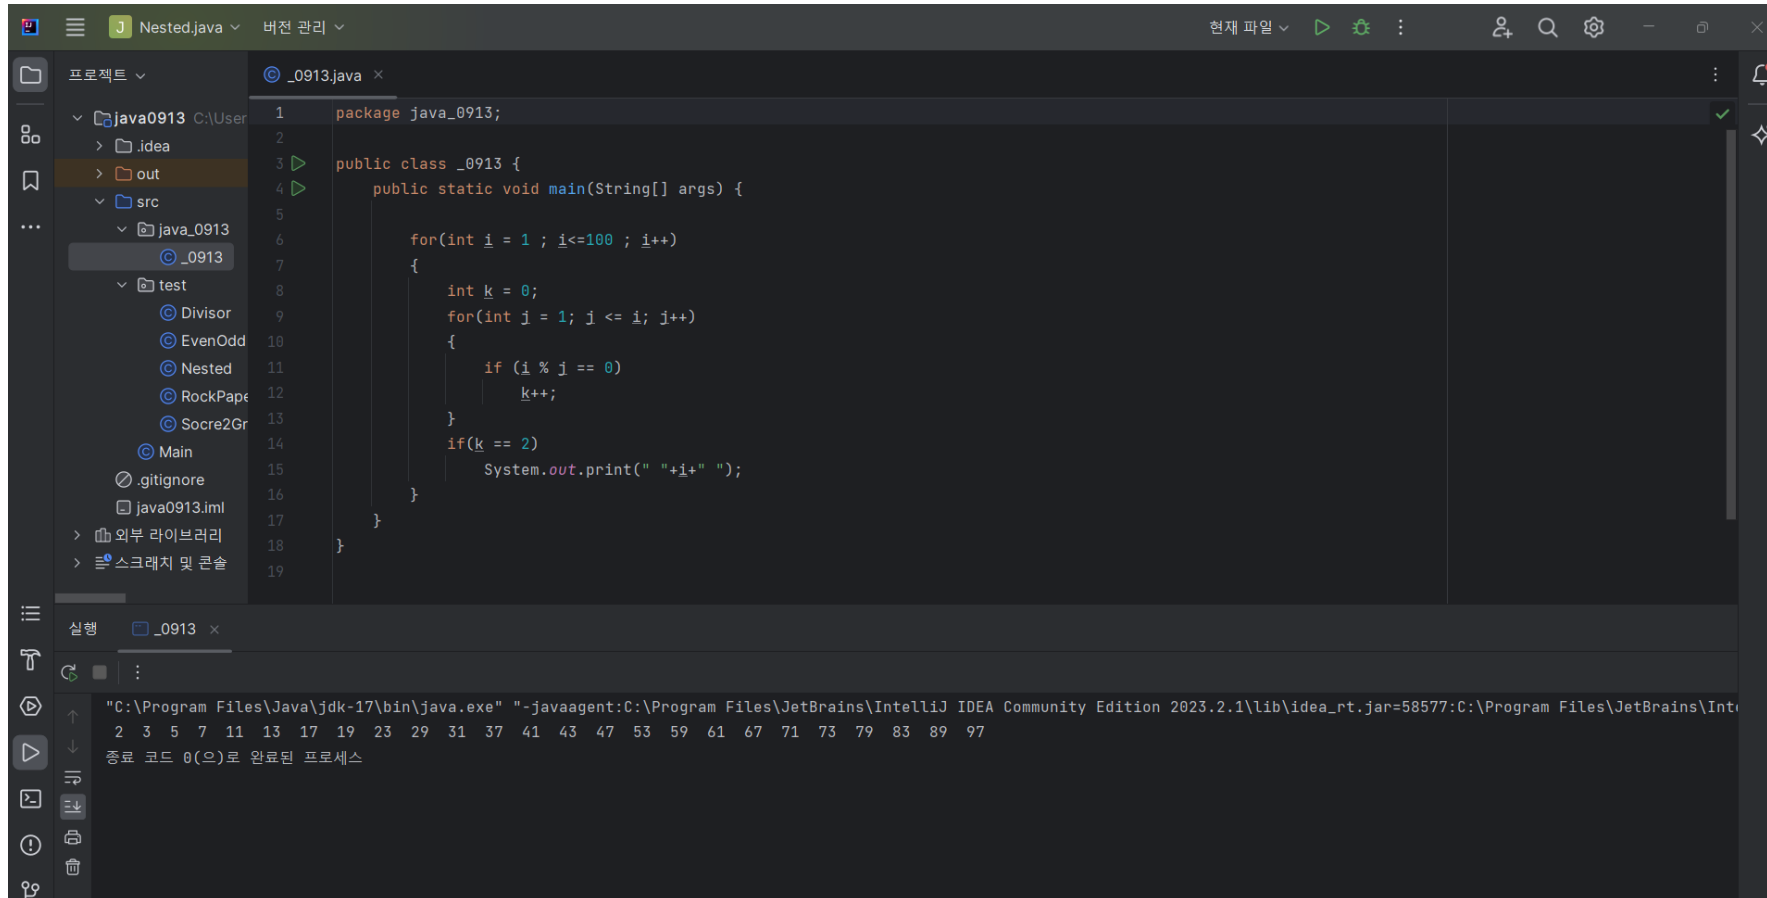 J Nested.java 버전 관리 현재 파일
프로젝트
_0913.java
java0913 C:\User
.idea
out
src
java_0913
_0913
test
Divisor
EvenOdd
Nested
RockPape
Socre2Gr
Main
.gitignore
java0913.iml
외부 라이브러리
스크래치 및 콘솔
1 package java_0913;
2
3 public class _0913 {
4 public static void main(String[] args) {
5
6 for(int i = 1 ; i<=100 ; i++)
7 {
8 int k = 0;
9 for(int j = 1; j <= i; j++)
10 {
11 if (i % j == 0)
12 k++;
13 }
14 if(k == 2)
15 System.out.print(" "+i+" ");
16 }
17 }
18 }
19
실행 _0913
"C:\Program Files\Java\jdk-17\bin\java.exe" "-javaagent:C:\Program Files\JetBrains\IntelliJ IDEA Community Edition 2023.2.1\lib\idea_rt.jar=58577:C:\Program Files\JetBrains\Int
2 3 5 7 11 13 17 19 23 29 31 37 41 43 47 53 59 61 67 71 73 79 83 89 97
종료 코드 0(으)로 완료된 프로세스